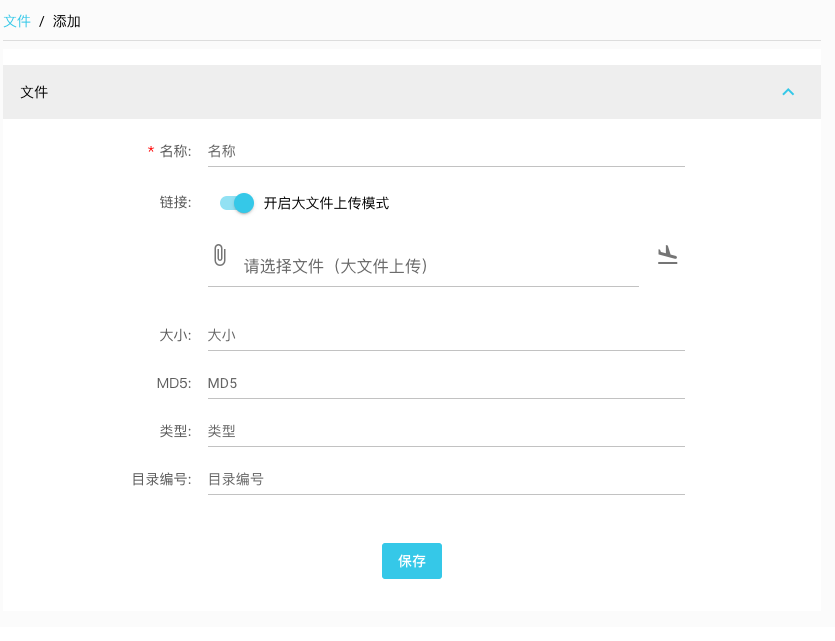 文件 / 添加
文件
* 名称: 名称
链接: 开启大文件上传模式
请选择文件（大文件上传）
大小: 大小
MD5: MD5
类型: 类型
目录编号: 目录编号
保存